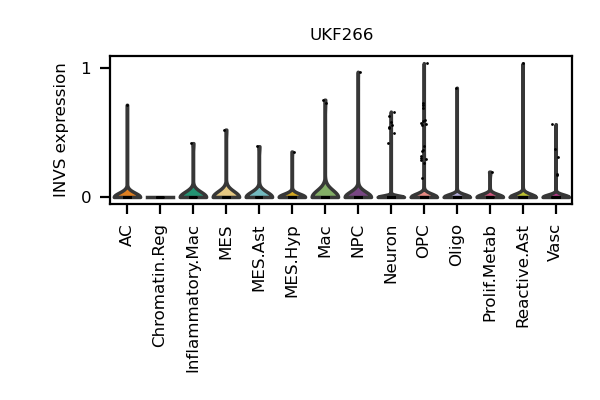 UKF266
INVS expression
1
0
AC
Chromatin.Reg
Inflammatory.Mac
MES
MES.Ast
MES.Hyp
Mac
NPC
Neuron
OPC
Oligo
Prolif.Metab
Reactive.Ast
Vasc